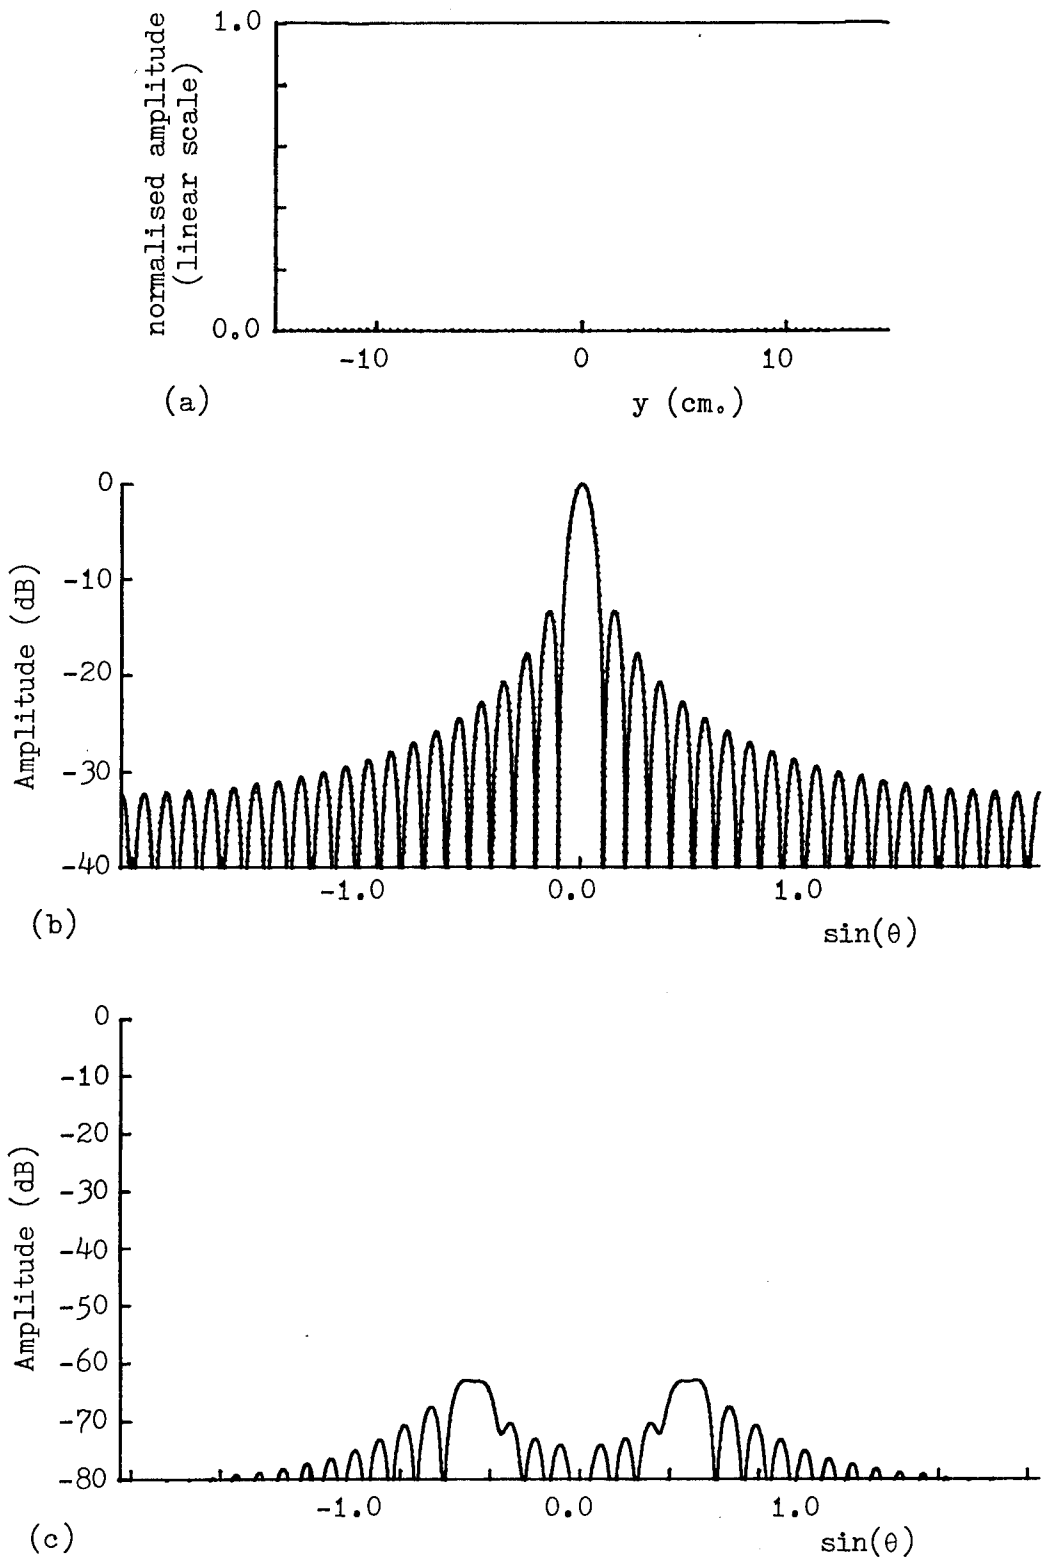 normalised amplitude
(linear scale)
1.0
0.0
-10
0
10
(a)
y (cm.)
Amplitude (dB)
0
-10
-20
-30
-40
-1.0
0.0
1.0
(b)
sin(θ)
Amplitude (dB)
0
-10
-20
-30
-40
-50
-60
-70
-80
-1.0
0.0
1.0
(c)
sin(θ)